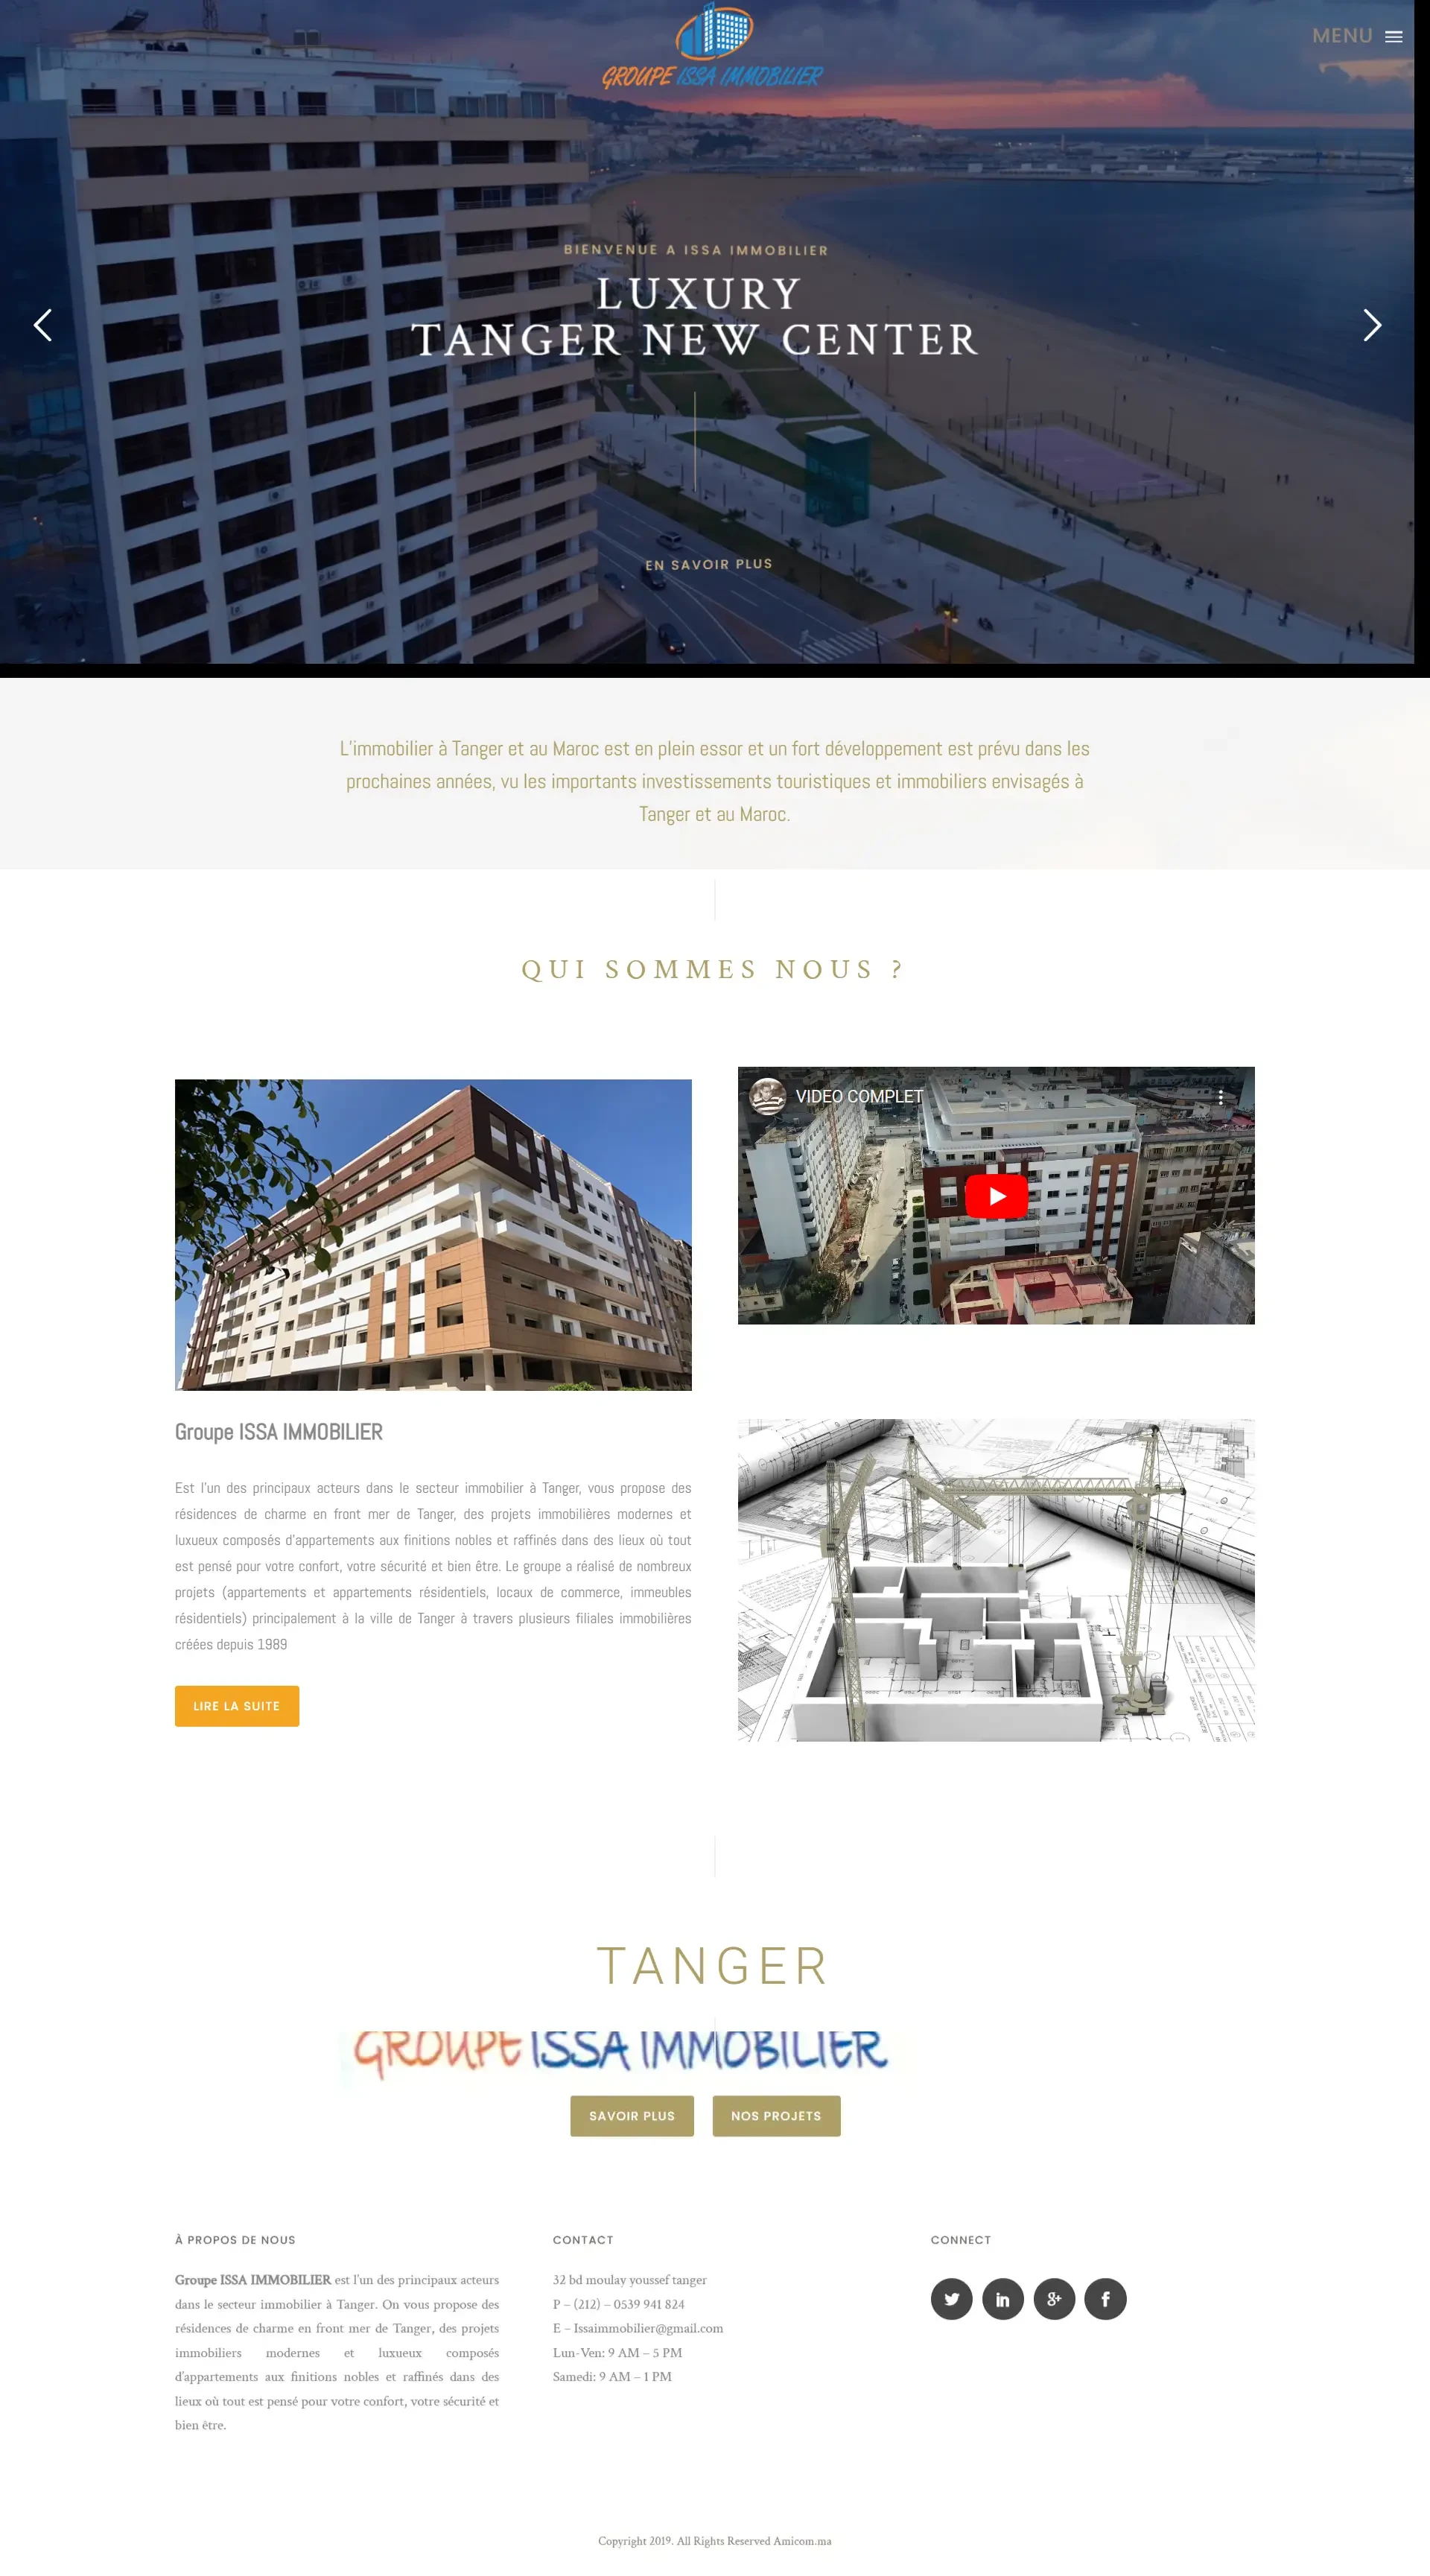 GROUPE ISSA IMMOBILIER
MENU
BIENVENUE A ISSA IMMOBILIER
LUXURY
TANGER NEW CENTER
EN SAVOIR PLUS
L'immobilier à Tanger et au Maroc est en plein essor et un fort développement est prévu dans les
prochaines années, vu les importants investissements touristiques et immobiliers envisagés à
Tanger et au Maroc.
QUI SOMMES NOUS ?
VIDEO COMPLET
Groupe ISSA IMMOBILIER
Est l'un des principaux acteurs dans le secteur immobilier à Tanger, vous propose des
résidences de charme en front mer de Tanger, des projets immobilières modernes et
luxueux composés d'appartements aux finitions nobles et raffinés dans des lieux où tout
est pensé pour votre confort, votre sécurité et bien être. Le groupe a réalisé de nombreux
projets (appartements et appartements résidentiels, locaux de commerce, immeubles
résidentiels) principalement à la ville de Tanger à travers plusieurs filiales immobilières
créées depuis 1989
LIRE LA SUITE
TANGER
GROUPE ISSA IMMOBILIER
SAVOIR PLUS
NOS PROJETS
À PROPOS DE NOUS
Groupe ISSA IMMOBILIER est l'un des principaux acteurs
dans le secteur immobilier à Tanger. On vous propose des
résidences de charme en front mer de Tanger, des projets
immobiliers modernes et luxueux composés
d'appartements aux finitions nobles et raffinés dans des
lieux où tout est pensé pour votre confort, votre sécurité et
bien être.
CONTACT
32 bd moulay youssef tanger
P – (212) – 0539 941 824
E – Issaimmobilier@gmail.com
Lun-Ven: 9 AM – 5 PM
Samedi: 9 AM – 1 PM
CONNECT
Copyright 2019. All Rights Reserved Amicom.ma